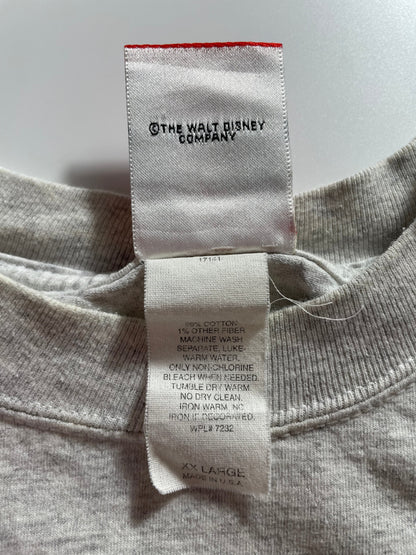 ©THE WALT DISNEY
COMPANY
17141
99% COTTON
1% OTHER FIBER
MACHINE WASH
SEPARATE, LUKE-
WARM WATER.
ONLY NON-CHLORINE
BLEACH WHEN NEEDED.
TUMBLE DRY WARM.
NO DRY CLEAN.
IRON WARM, NO
IRON IF DECORATED.
WPL# 7232
XX LARGE
MADE IN U.S.A.